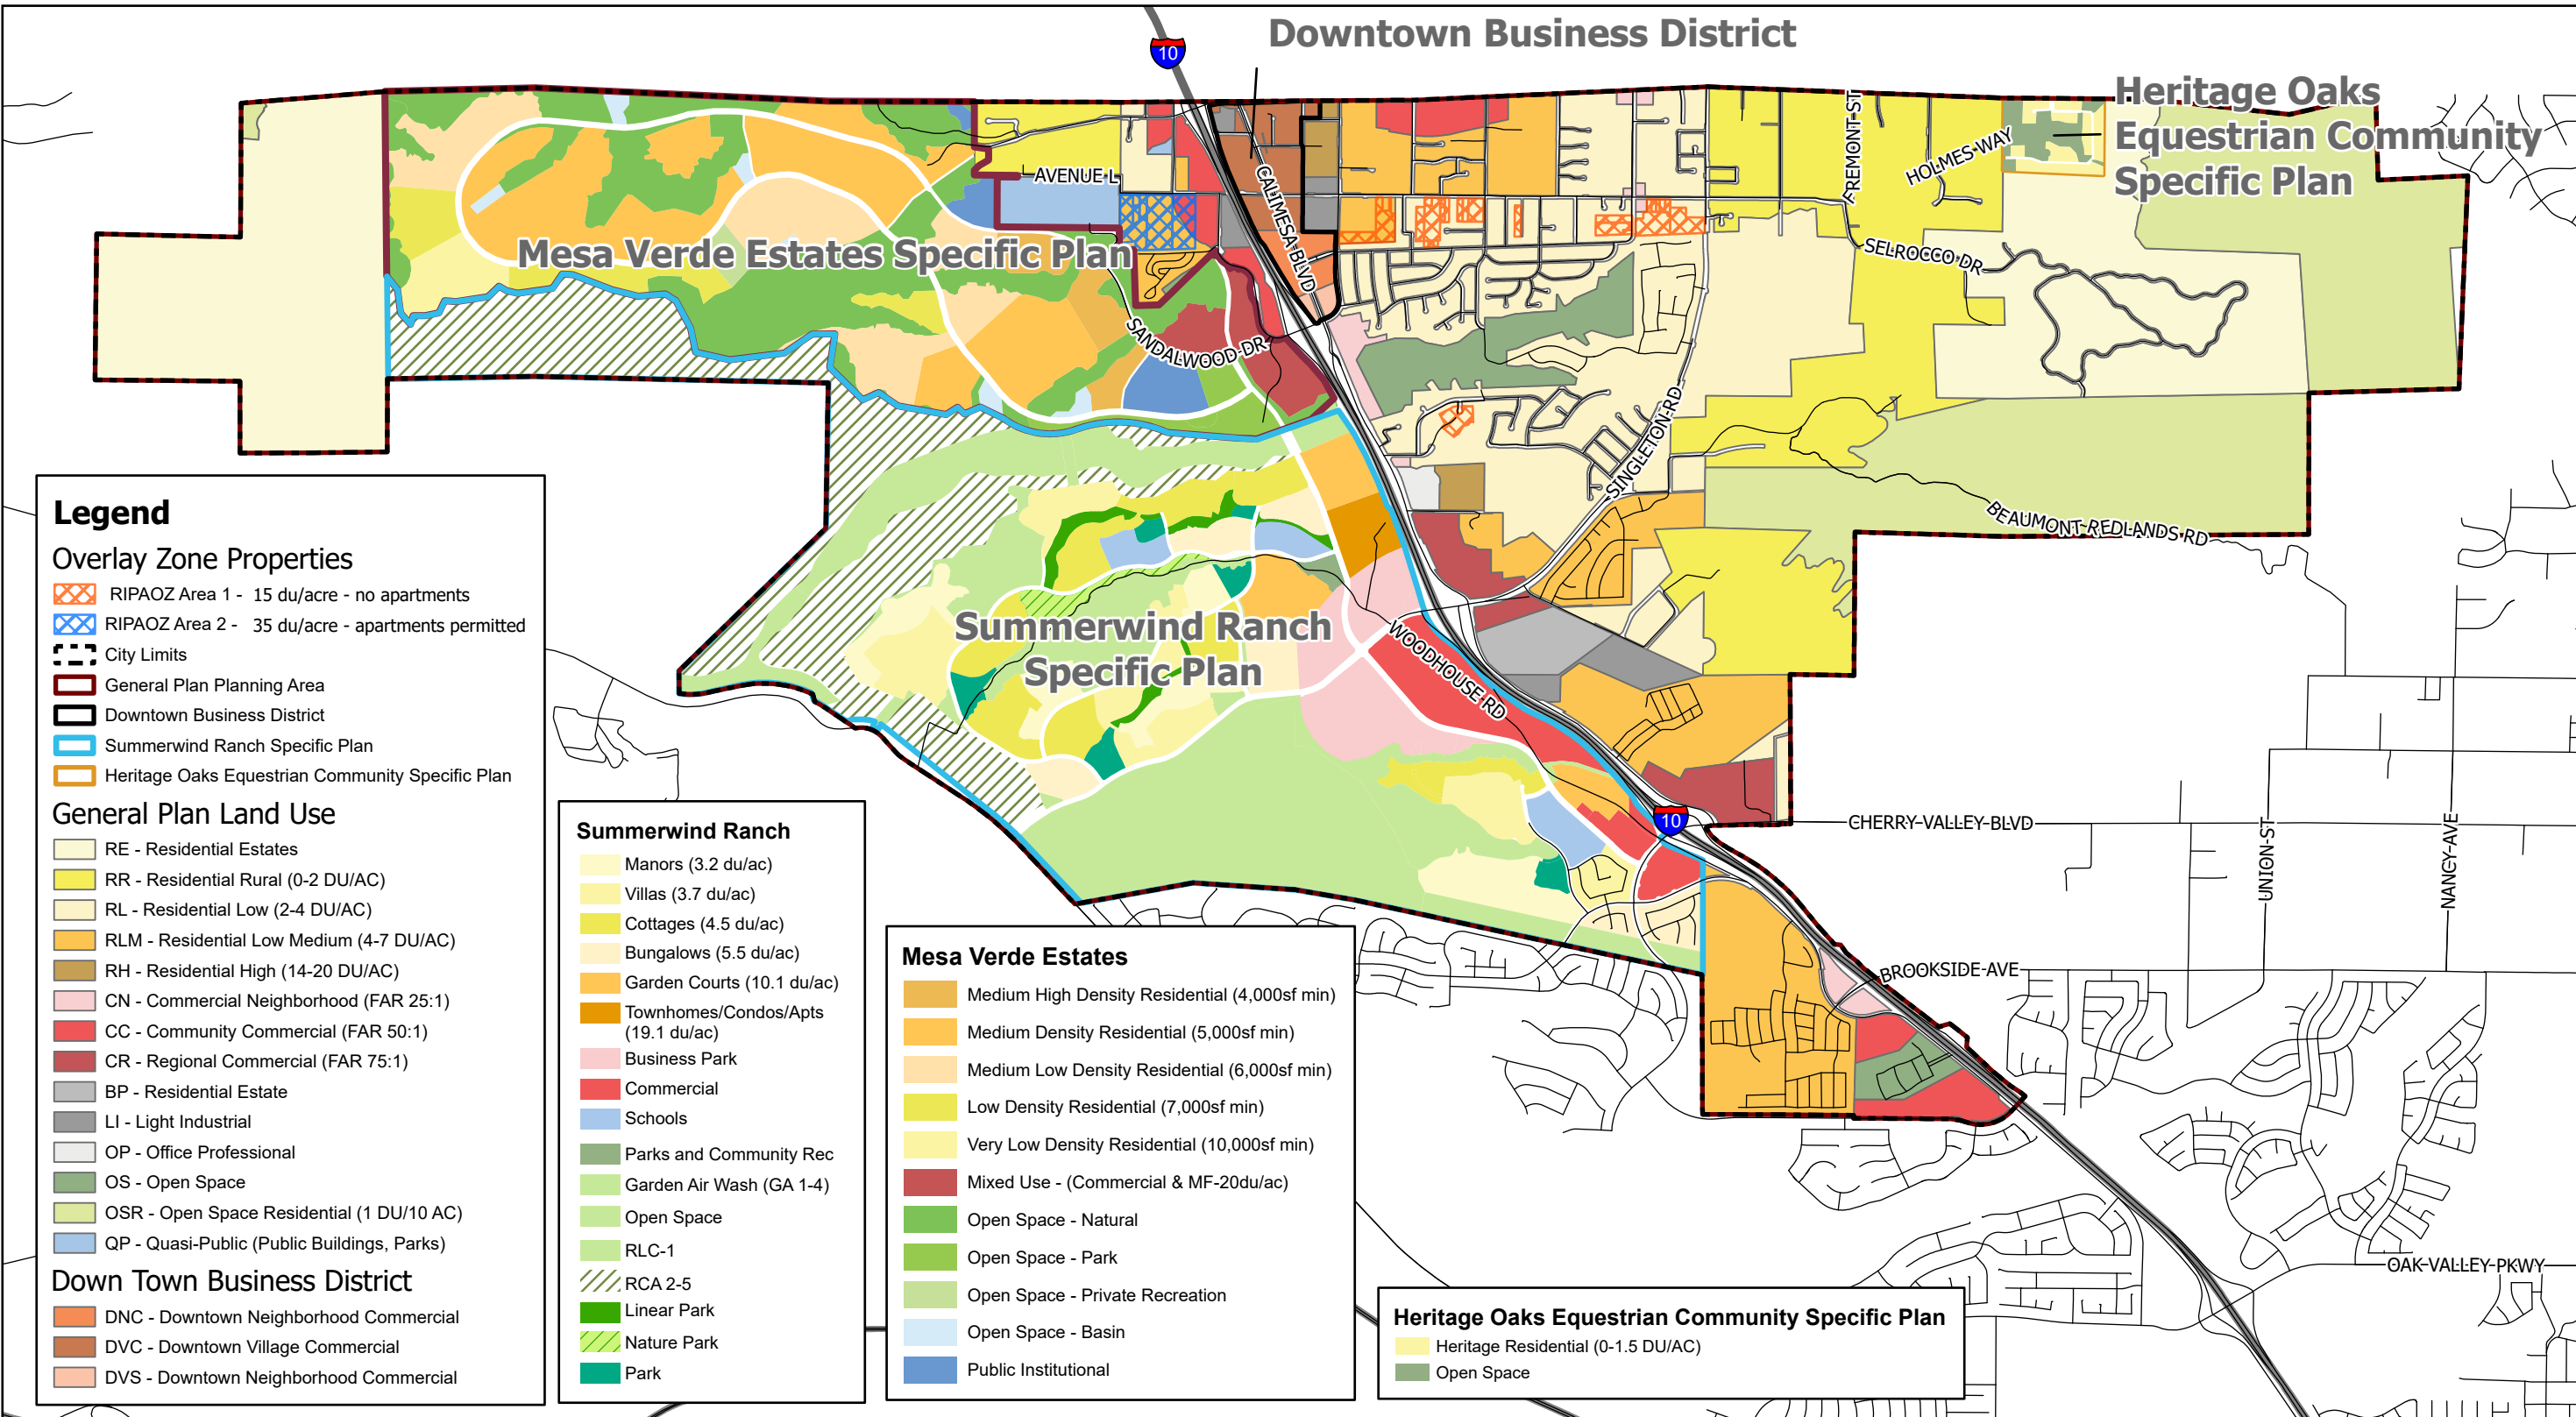 10
Downtown Business District
Heritage Oaks
Equestrian Community
Specific Plan
FREMONT-ST
HOLMES-WAY
AVENUE L
CALIMESA-BLVD
Mesa Verde Estates Specific Plan
SELROCCO DR
SANDALWOOD-DR
SINGLETON-RD
BEAUMONT-REDLANDS-RD
Summerwind Ranch
Specific Plan
WOODHOUSE-RD
10
CHERRY-VALLEY-BLVD
UNION-ST
NANCY-AVE
BROOKSIDE-AVE
OAK-VALLEY-PKWY
Legend
Overlay Zone Properties
RIPAOZ Area 1 - 15 du/acre - no apartments
RIPAOZ Area 2 - 35 du/acre - apartments permitted
City Limits
General Plan Planning Area
Downtown Business District
Summerwind Ranch Specific Plan
Heritage Oaks Equestrian Community Specific Plan
General Plan Land Use
RE - Residential Estates
RR - Residential Rural (0-2 DU/AC)
RL - Residential Low (2-4 DU/AC)
RLM - Residential Low Medium (4-7 DU/AC)
RH - Residential High (14-20 DU/AC)
CN - Commercial Neighborhood (FAR 25:1)
CC - Community Commercial (FAR 50:1)
CR - Regional Commercial (FAR 75:1)
BP - Residential Estate
LI - Light Industrial
OP - Office Professional
OS - Open Space
OSR - Open Space Residential (1 DU/10 AC)
QP - Quasi-Public (Public Buildings, Parks)
Down Town Business District
DNC - Downtown Neighborhood Commercial
DVC - Downtown Village Commercial
DVS - Downtown Neighborhood Commercial
Summerwind Ranch
Manors (3.2 du/ac)
Villas (3.7 du/ac)
Cottages (4.5 du/ac)
Bungalows (5.5 du/ac)
Garden Courts (10.1 du/ac)
Townhomes/Condos/Apts
(19.1 du/ac)
Business Park
Commercial
Schools
Parks and Community Rec
Garden Air Wash (GA 1-4)
Open Space
RLC-1
RCA 2-5
Linear Park
Nature Park
Park
Mesa Verde Estates
Medium High Density Residential (4,000sf min)
Medium Density Residential (5,000sf min)
Medium Low Density Residential (6,000sf min)
Low Density Residential (7,000sf min)
Very Low Density Residential (10,000sf min)
Mixed Use - (Commercial & MF-20du/ac)
Open Space - Natural
Open Space - Park
Open Space - Private Recreation
Open Space - Basin
Public Institutional
Heritage Oaks Equestrian Community Specific Plan
Heritage Residential (0-1.5 DU/AC)
Open Space